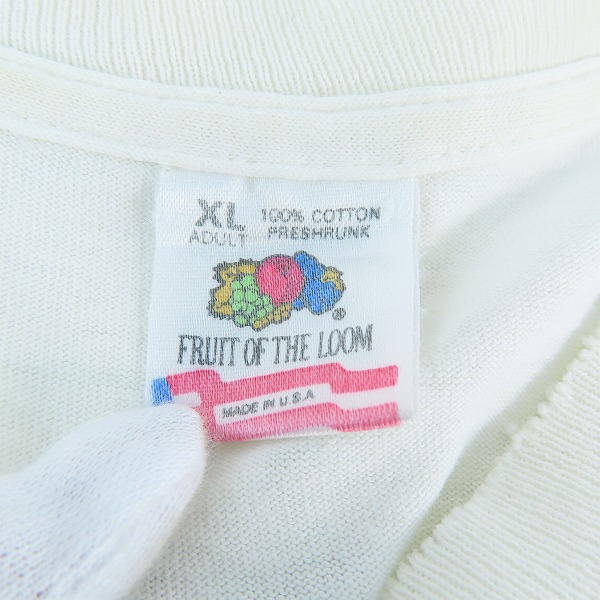 XL 100% COTTON
ADULT PRESHRUNK
®
FRUIT OF THE LOOM
MADE IN U.S.A